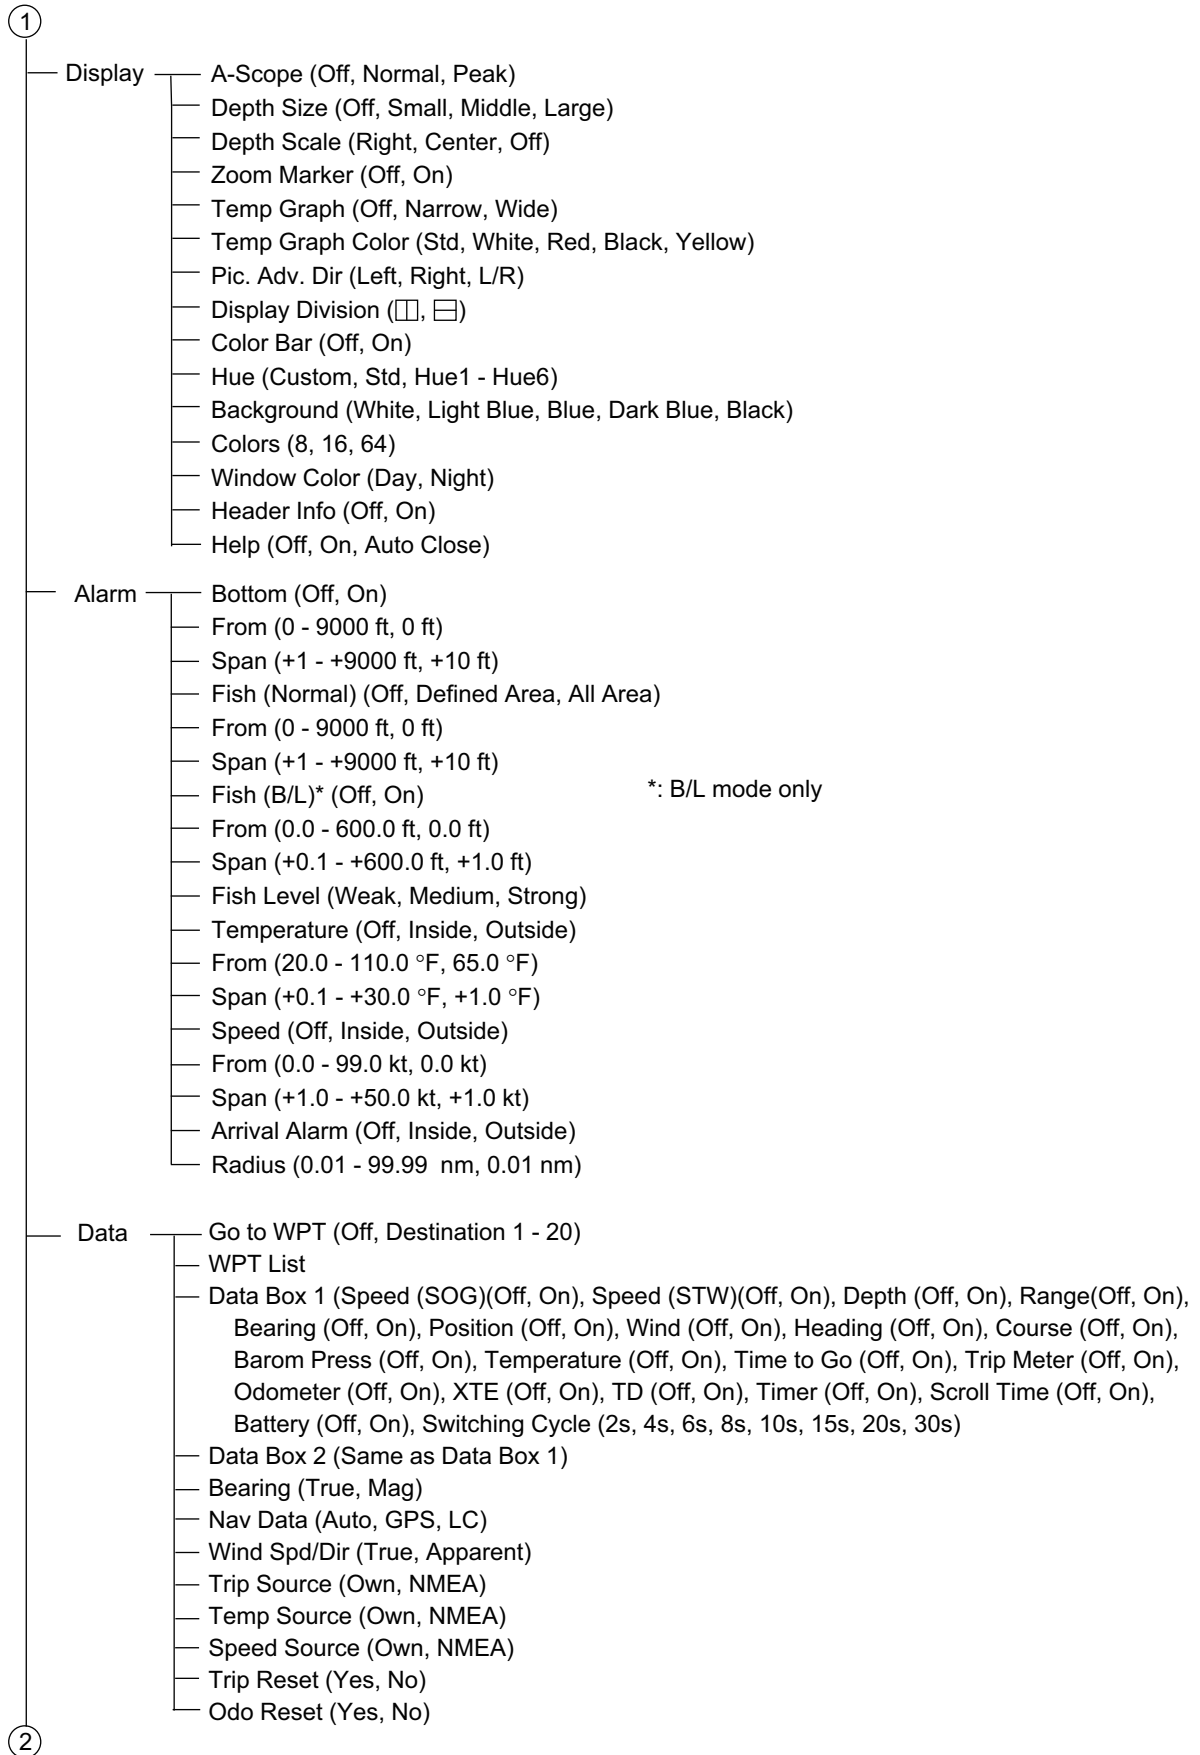 1
Display
A-Scope (Off, Normal, Peak)
Depth Size (Off, Small, Middle, Large)
Depth Scale (Right, Center, Off)
Zoom Marker (Off, On)
Temp Graph (Off, Narrow, Wide)
Temp Graph Color (Std, White, Red, Black, Yellow)
Pic. Adv. Dir (Left, Right, L/R)
Display Division (◫, ⊟)
Color Bar (Off, On)
Hue (Custom, Std, Hue1 - Hue6)
Background (White, Light Blue, Blue, Dark Blue, Black)
Colors (8, 16, 64)
Window Color (Day, Night)
Header Info (Off, On)
Help (Off, On, Auto Close)
Alarm
Bottom (Off, On)
From (0 - 9000 ft, 0 ft)
Span (+1 - +9000 ft, +10 ft)
Fish (Normal) (Off, Defined Area, All Area)
From (0 - 9000 ft, 0 ft)
Span (+1 - +9000 ft, +10 ft)
Fish (B/L)* (Off, On)
*: B/L mode only
From (0.0 - 600.0 ft, 0.0 ft)
Span (+0.1 - +600.0 ft, +1.0 ft)
Fish Level (Weak, Medium, Strong)
Temperature (Off, Inside, Outside)
From (20.0 - 110.0 °F, 65.0 °F)
Span (+0.1 - +30.0 °F, +1.0 °F)
Speed (Off, Inside, Outside)
From (0.0 - 99.0 kt, 0.0 kt)
Span (+1.0 - +50.0 kt, +1.0 kt)
Arrival Alarm (Off, Inside, Outside)
Radius (0.01 - 99.99 nm, 0.01 nm)
Data
Go to WPT (Off, Destination 1 - 20)
WPT List
Data Box 1 (Speed (SOG)(Off, On), Speed (STW)(Off, On), Depth (Off, On), Range(Off, On),
Bearing (Off, On), Position (Off, On), Wind (Off, On), Heading (Off, On), Course (Off, On),
Barom Press (Off, On), Temperature (Off, On), Time to Go (Off, On), Trip Meter (Off, On),
Odometer (Off, On), XTE (Off, On), TD (Off, On), Timer (Off, On), Scroll Time (Off, On),
Battery (Off, On), Switching Cycle (2s, 4s, 6s, 8s, 10s, 15s, 20s, 30s)
Data Box 2 (Same as Data Box 1)
Bearing (True, Mag)
Nav Data (Auto, GPS, LC)
Wind Spd/Dir (True, Apparent)
Trip Source (Own, NMEA)
Temp Source (Own, NMEA)
Speed Source (Own, NMEA)
Trip Reset (Yes, No)
Odo Reset (Yes, No)
2